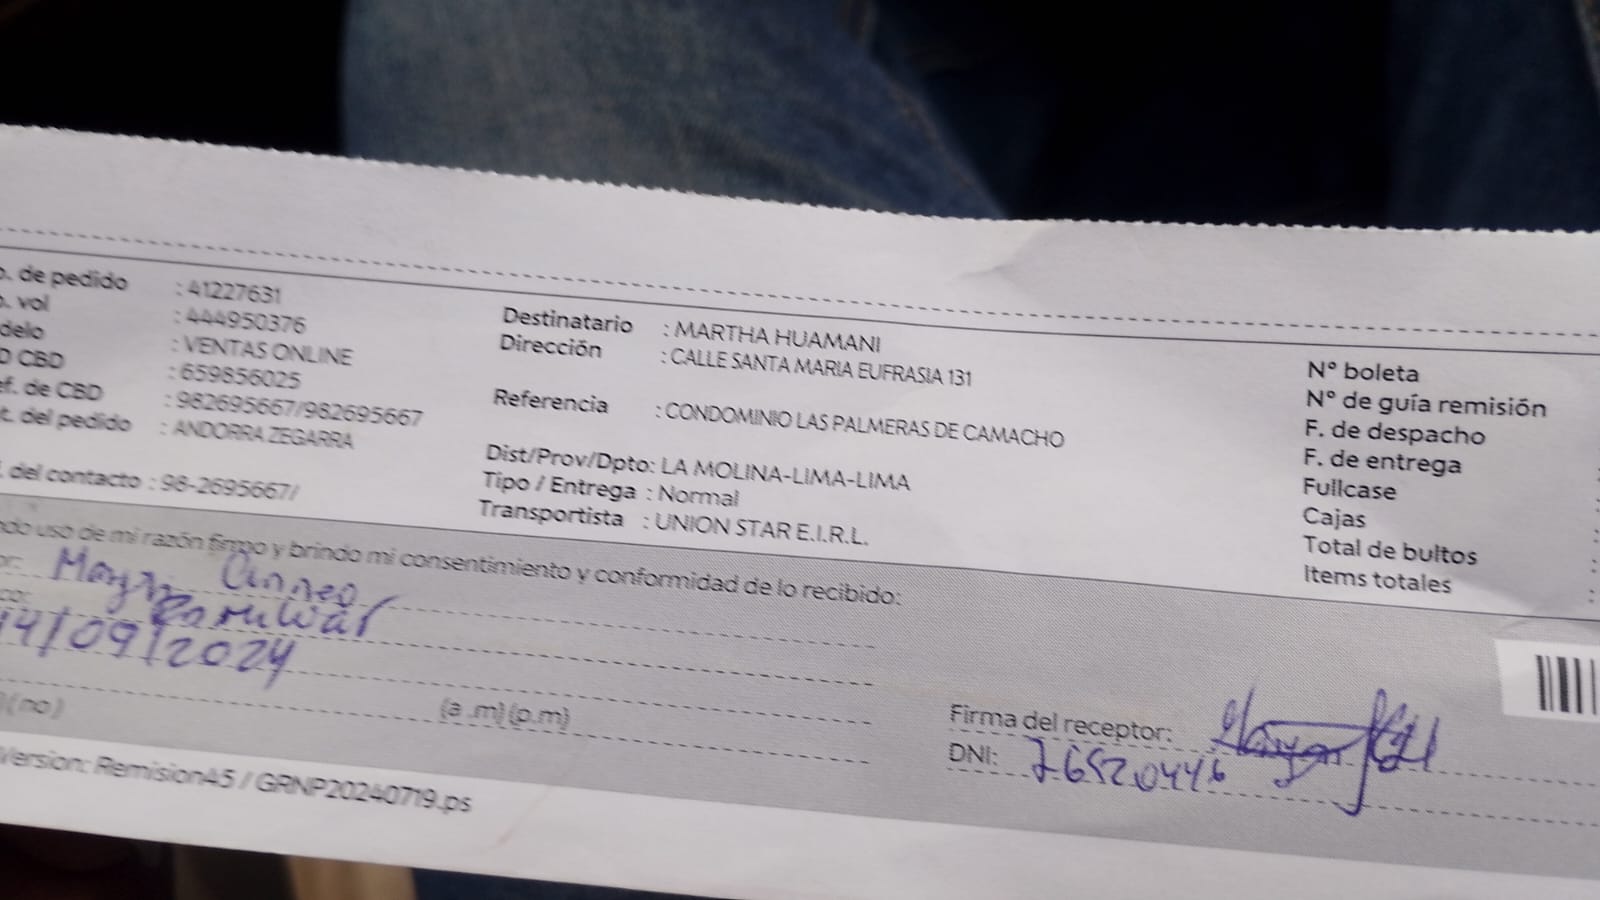 o. de pedido : 41227631
o. vol : 444950376
delo : VENTAS ONLINE
D CBD : 659856025
ef. de CBD : 982695667/982695667
t. del pedido : ANDORRA ZEGARRA
. del contacto : 98-2695667/
Destinatario : MARTHA HUAMANI
Dirección : CALLE SANTA MARIA EUFRASIA 131
Referencia : CONDOMINIO LAS PALMERAS DE CAMACHO
Dist/Prov/Dpto: LA MOLINA-LIMA-LIMA
Tipo / Entrega : Normal
Transportista : UNION STAR E.I.R.L.
N° boleta
N° de guía remisión
F. de despacho
F. de entrega
Fullcase
Cajas
Total de bultos
Items totales
ndo uso de mi razón firmo y brindo mi consentimiento y conformidad de lo recibido:
or:
co:
14/09/2024
) ( no )
(a .m) (p.m)
Firma del receptor:
DNI:
Version: Remision45 / GRNP20240719.ps